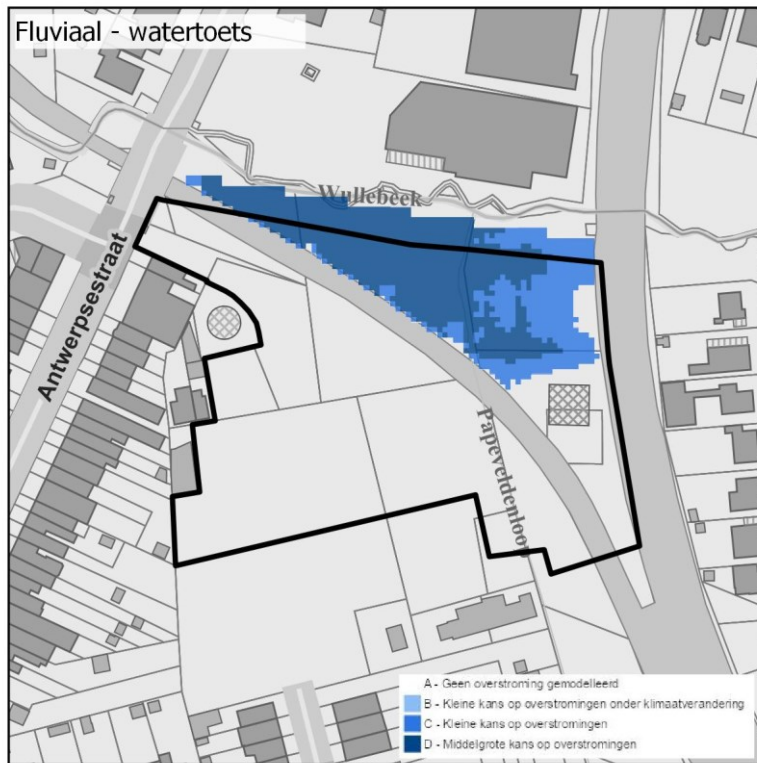 Fluviaal - watertoets
Wullebeek
Antwerpsestraat
Papeveldenloop
A - Geen overstroming gemodelleerd
B - Kleine kans op overstromingen onder klimaatverandering
C - Kleine kans op overstromingen
D - Middelgrote kans op overstromingen